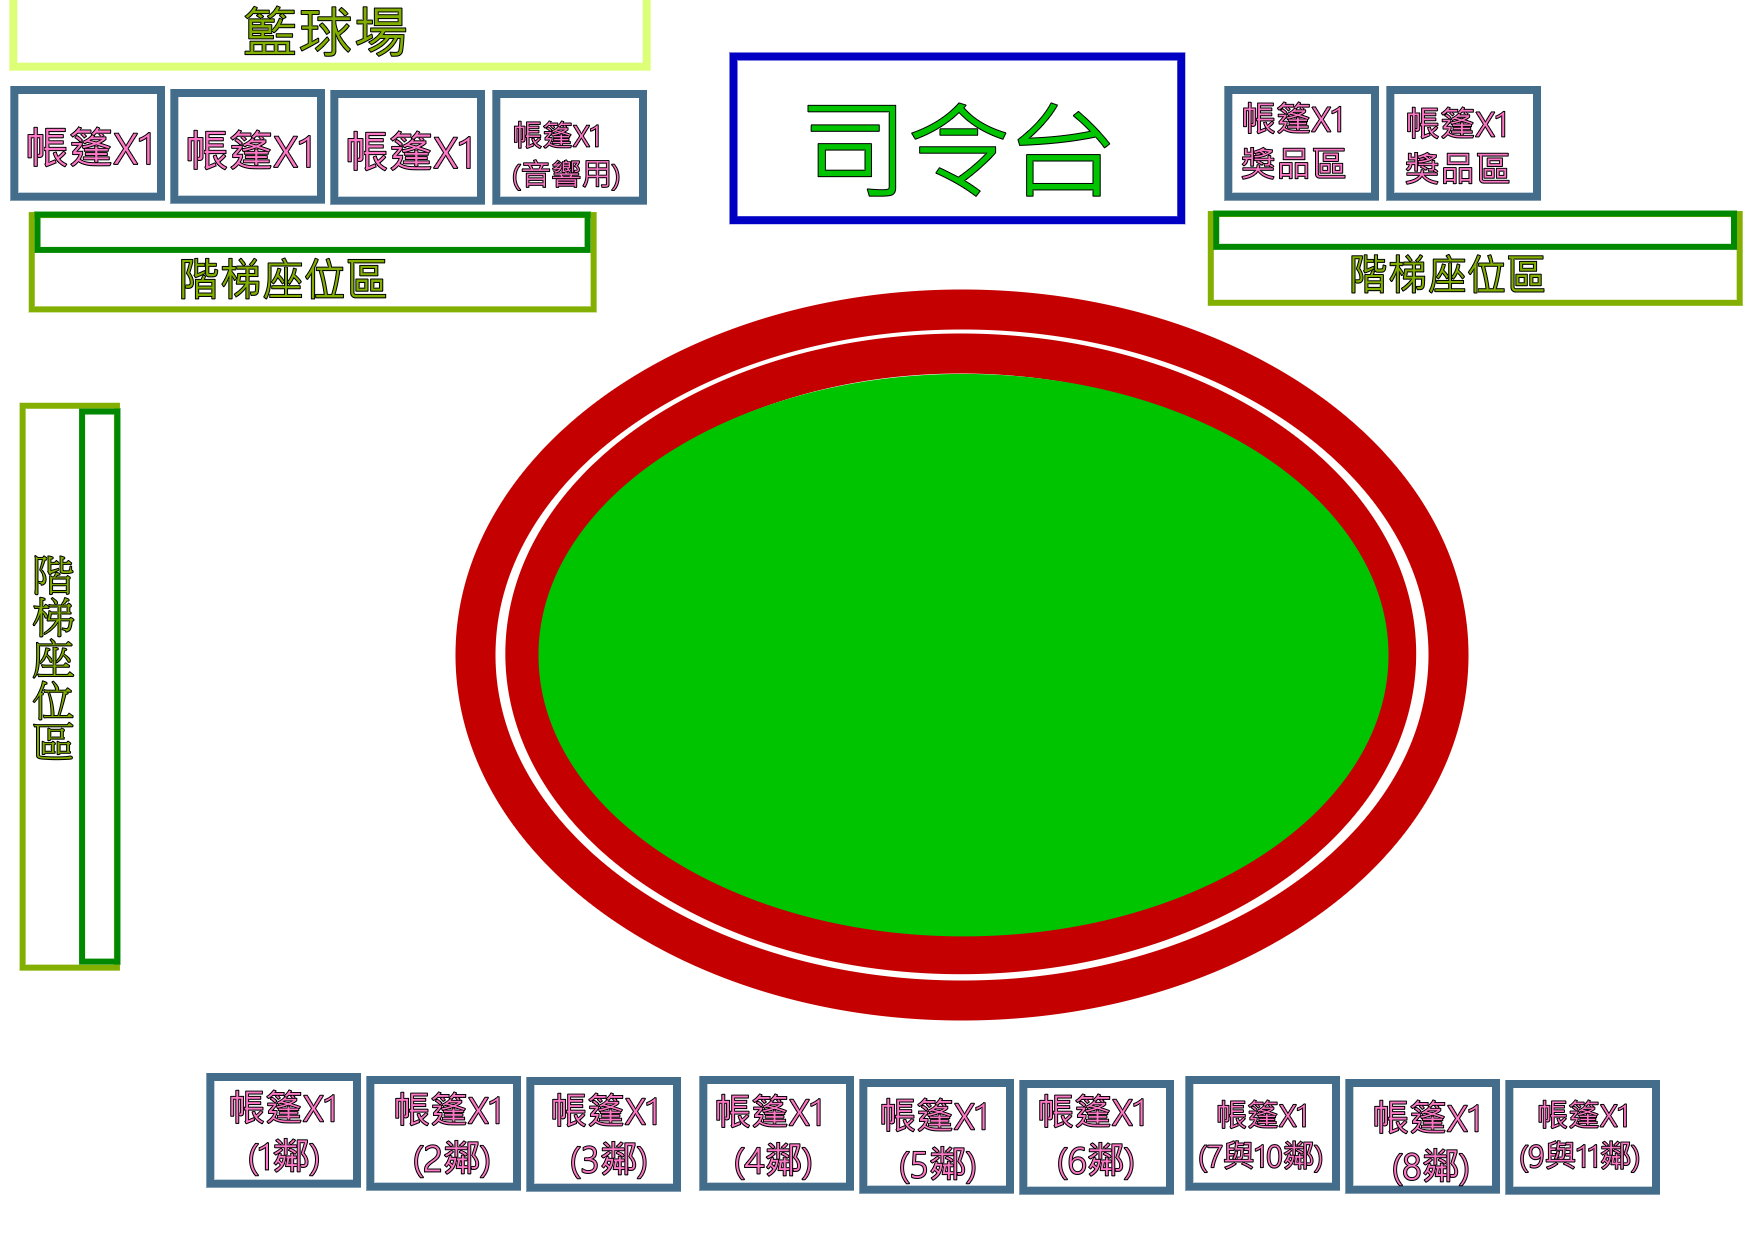 籃球場
帳篷X1
帳篷X1
帳篷X1
帳篷X1
(音響用)
司令台
帳篷X1
獎品區
帳篷X1
獎品區
階梯座位區
階梯座位區
階梯座位區
帳篷X1
(1鄰)
帳篷X1
(2鄰)
帳篷X1
(3鄰)
帳篷X1
(4鄰)
帳篷X1
(5鄰)
帳篷X1
(6鄰)
帳篷X1
(7與10鄰)
帳篷X1
(8鄰)
帳篷X1
(9與11鄰)